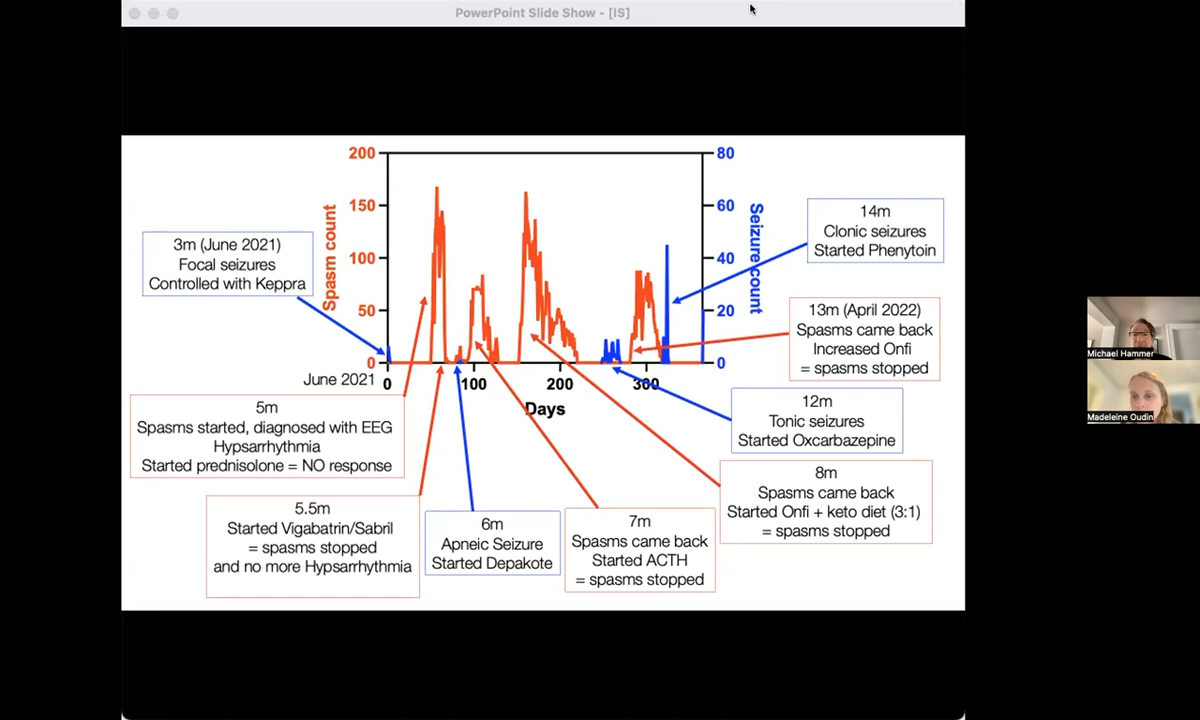 PowerPoint Slide Show - [IS]
200
150
100
50
0
Spasm count
80
60
40
20
0
Seizure count
June 2021
0
100
200
300
Days
3m (June 2021)
Focal seizures
Controlled with Keppra
5m
Spasms started, diagnosed with EEG
Hypsarrhythmia
Started prednisolone = NO response
5.5m
Started Vigabatrin/Sabril
= spasms stopped
and no more Hypsarrhythmia
6m
Apneic Seizure
Started Depakote
7m
Spasms came back
Started ACTH
= spasms stopped
8m
Spasms came back
Started Onfi + keto diet (3:1)
= spasms stopped
12m
Tonic seizures
Started Oxcarbazepine
13m (April 2022)
Spasms came back
Increased Onfi
= spasms stopped
14m
Clonic seizures
Started Phenytoin
Michael Hammer
Madeleine Oudin